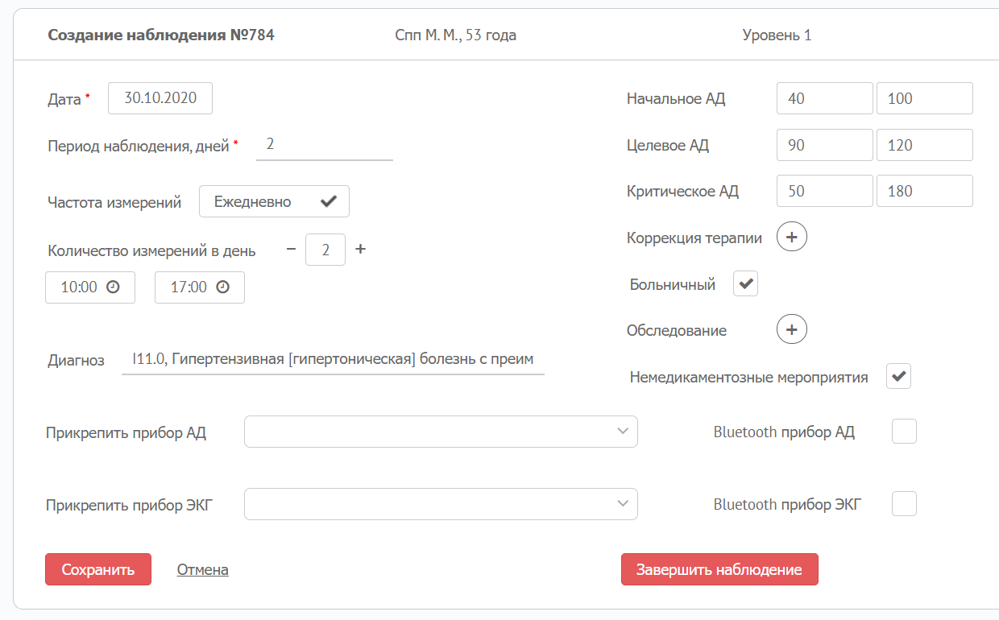 Создание наблюдения №784 Спп М. М., 53 года Уровень 1
Дата * 30.10.2020
Период наблюдения, дней * 2
Частота измерений Ежедневно
Количество измерений в день − 2 +
10:00 17:00
Диагноз I11.0, Гипертензивная [гипертоническая] болезнь с преим
Начальное АД 40 100
Целевое АД 90 120
Критическое АД 50 180
Коррекция терапии +
Больничный
Обследование +
Немедикаментозные мероприятия
Прикрепить прибор АД Bluetooth прибор АД
Прикрепить прибор ЭКГ Bluetooth прибор ЭКГ
Сохранить Отмена Завершить наблюдение